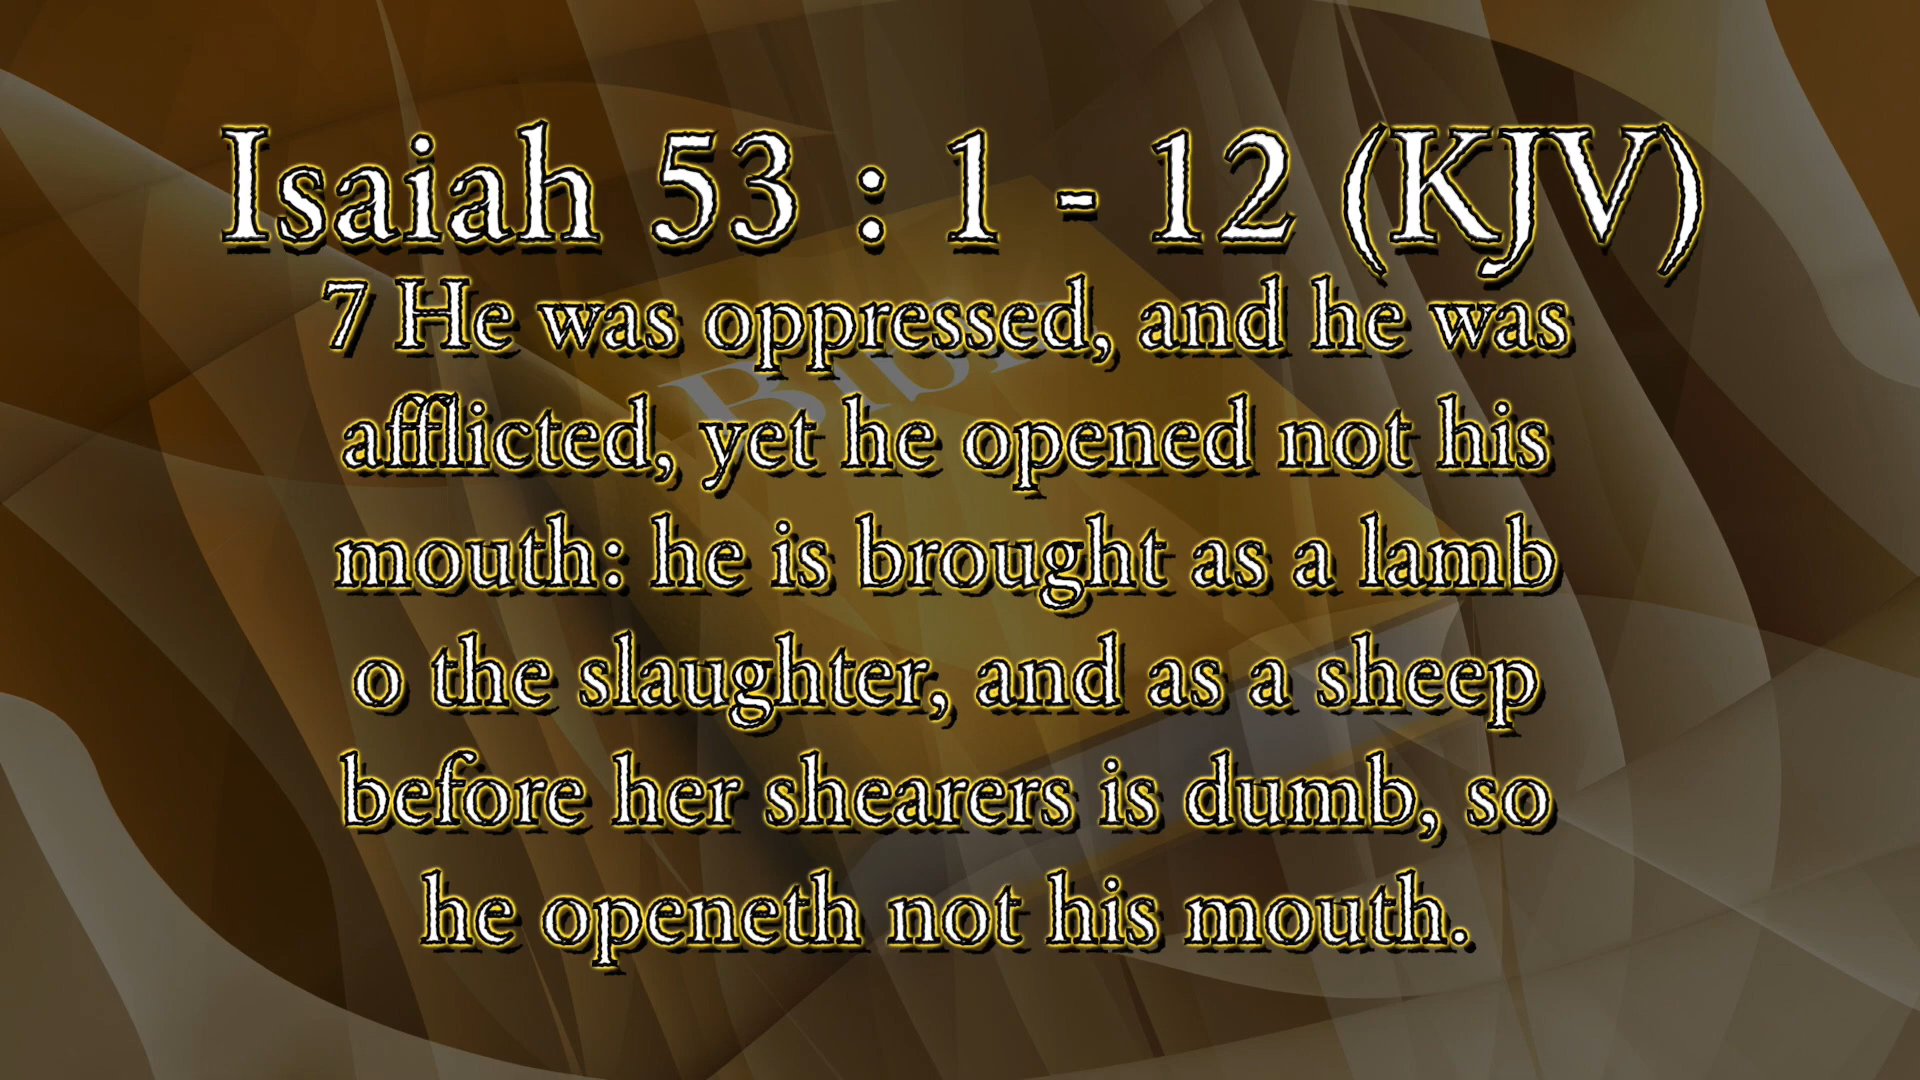 Isaiah 53 : 1 - 12 (KJV)
7 He was oppressed, and he was
afflicted, yet he opened not his
mouth: he is brought as a lamb
o the slaughter, and as a sheep
before her shearers is dumb, so
he openeth not his mouth.